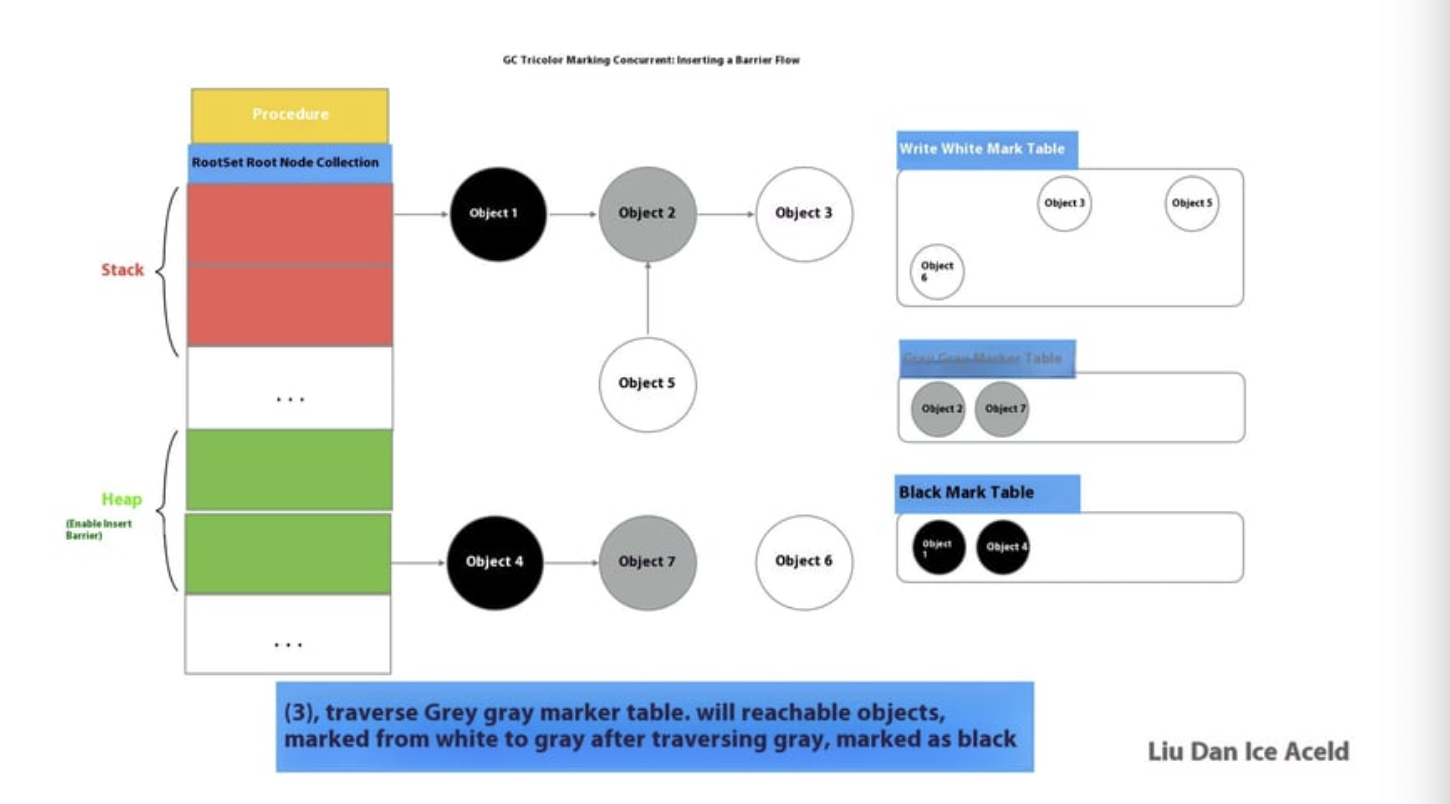 GC Tricolor Marking Concurrent: Inserting a Barrier Flow
Procedure
RootSet Root Node Collection
Stack
. . .
Heap
(Enable Insert
Barrier)
. . .
Object 1
Object 2
Object 3
Object 5
Object 4
Object 7
Object 6
Write White Mark Table
Object 3
Object 5
Object
6
Gray Gray Marker Table
Object 2
Object 7
Black Mark Table
Object
1
Object 4
(3), traverse Grey gray marker table. will reachable objects,
marked from white to gray after traversing gray, marked as black
Liu Dan Ice Aceld